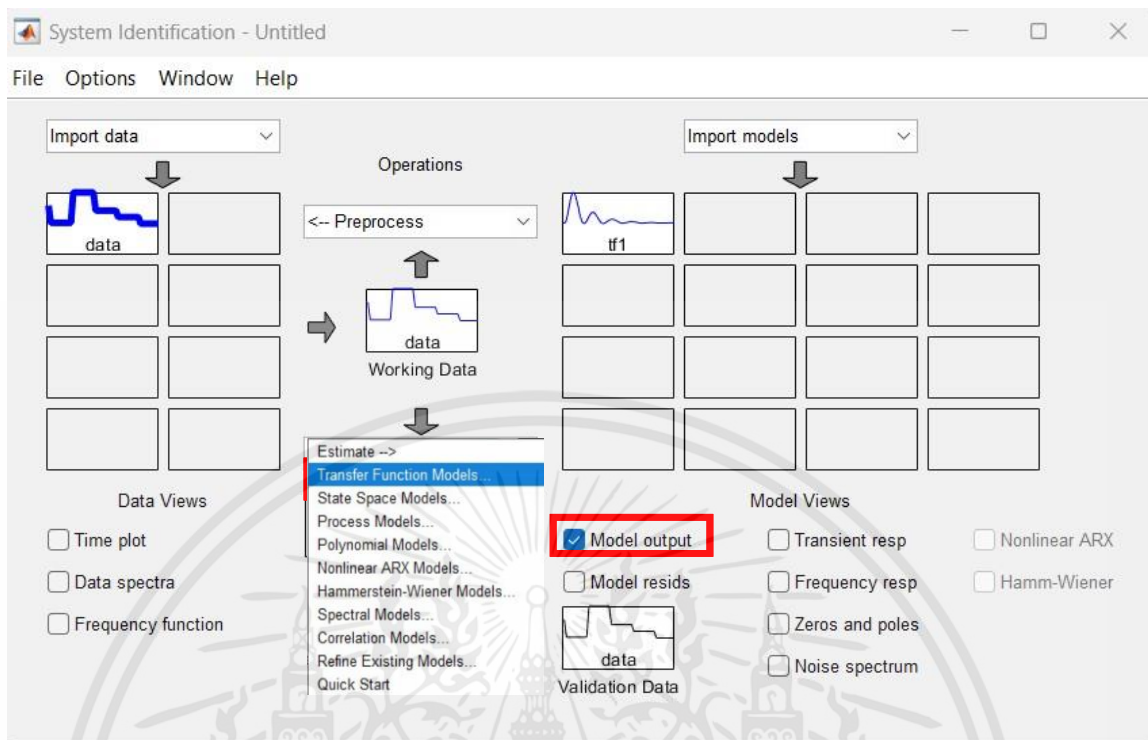 System Identification - Untitled
File Options Window Help
Import data
Import models
Operations
<-- Preprocess
data
tf1
data
Working Data
Estimate -->
Transfer Function Models...
State Space Models...
Process Models...
Polynomial Models...
Nonlinear ARX Models...
Hammerstein-Wiener Models...
Spectral Models...
Correlation Models...
Refine Existing Models...
Quick Start
Data Views
Time plot
Data spectra
Frequency function
Model Views
Model output
Transient resp
Nonlinear ARX
Model resids
Frequency resp
Hamm-Wiener
Zeros and poles
data
Noise spectrum
Validation Data